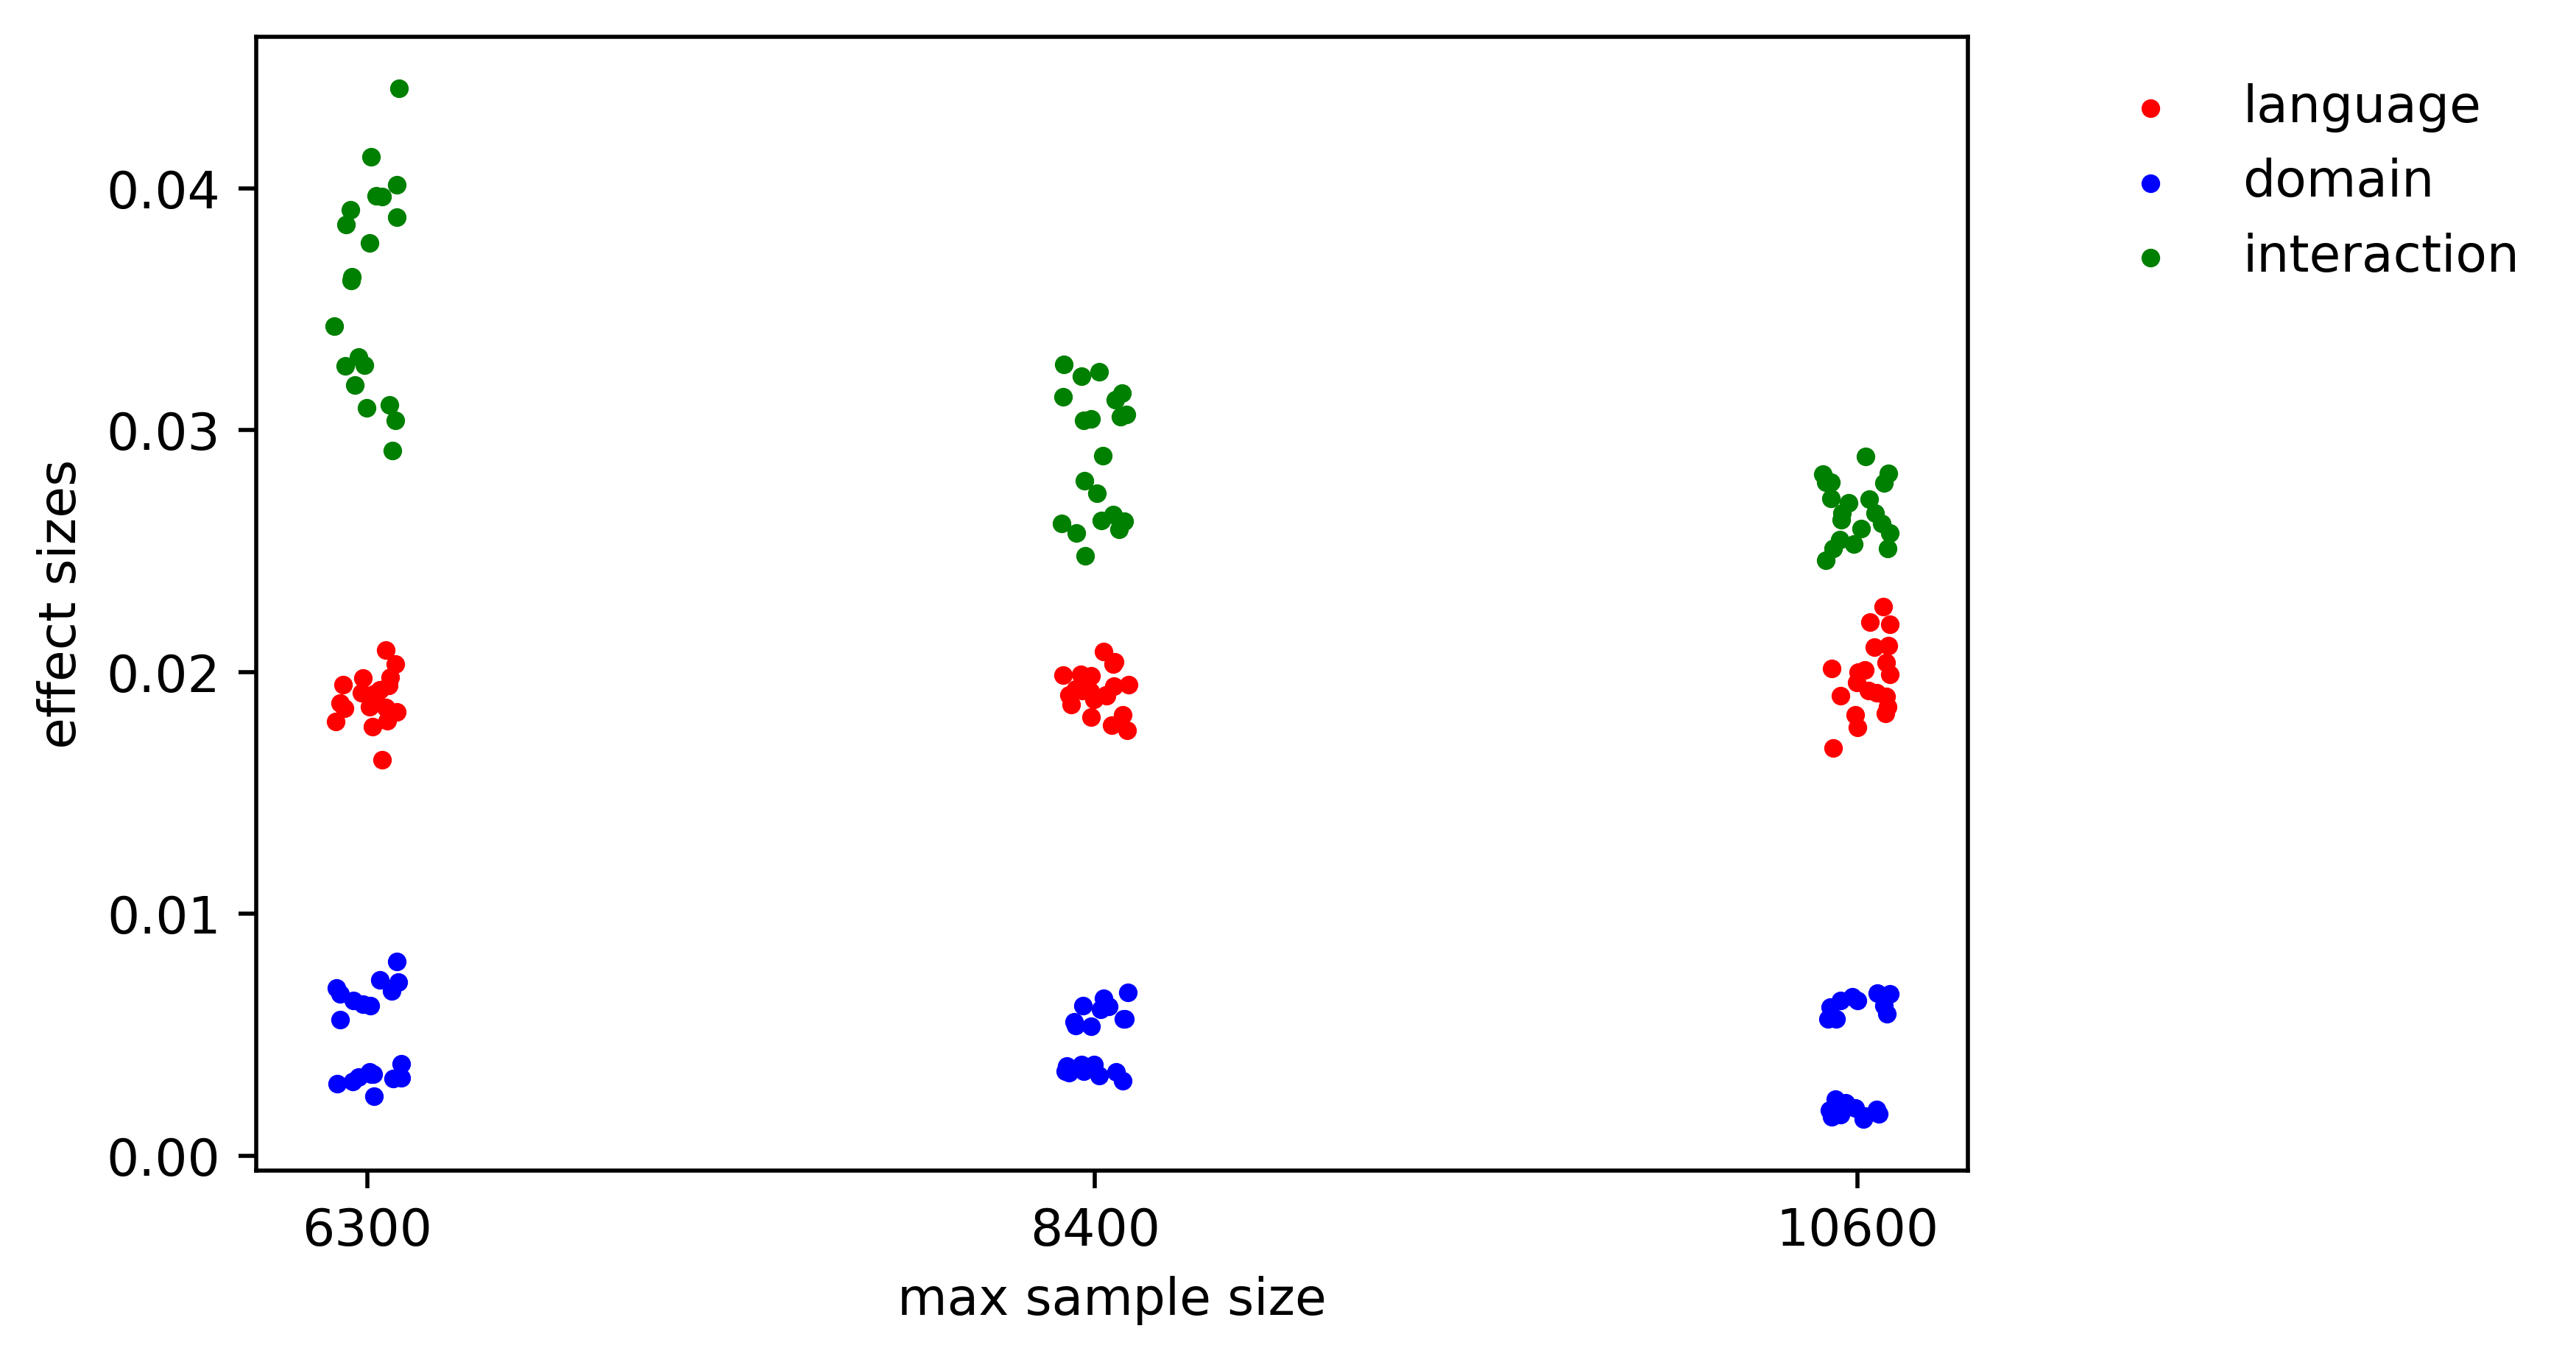 language
domain
interaction
0.04
0.03
0.02
0.01
0.00
effect sizes
6300 8400 10600
max sample size